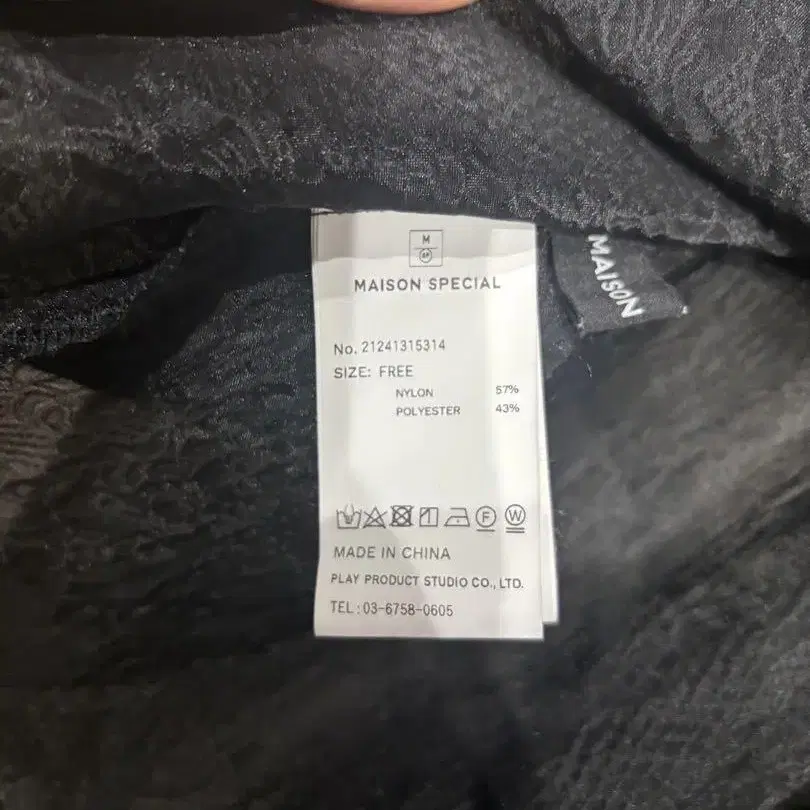 M
SP
MAISON SPECIAL
MAISON
No. 21241315314
SIZE: FREE
NYLON 57%
POLYESTER 43%
F W
MADE IN CHINA
PLAY PRODUCT STUDIO CO., LTD.
TEL : 03-6758-0605